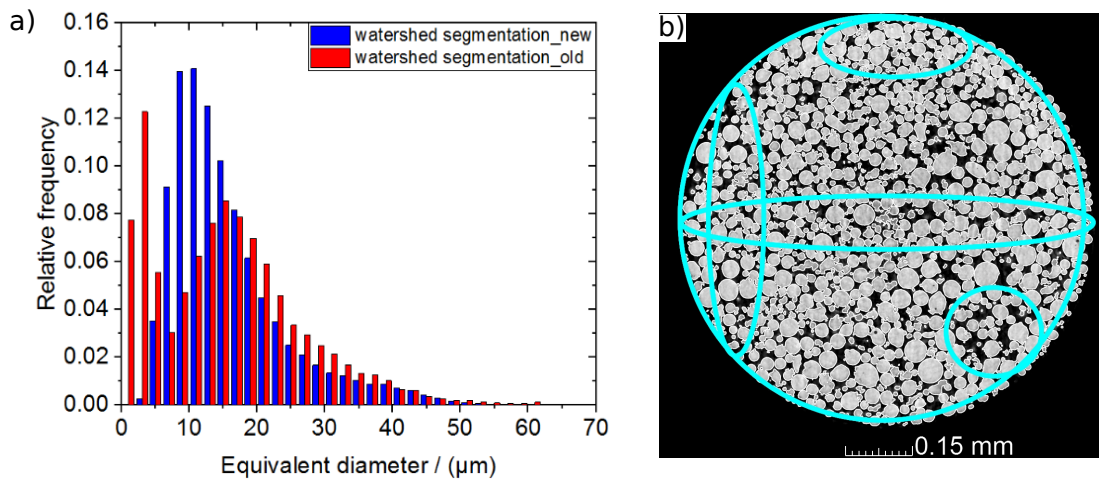 a)
0.16
0.14
0.12
0.10
0.08
0.06
0.04
0.02
0.00
Relative frequency
watershed segmentation_new
watershed segmentation_old
0 10 20 30 40 50 60 70
Equivalent diameter / (μm)
b)
0.15 mm